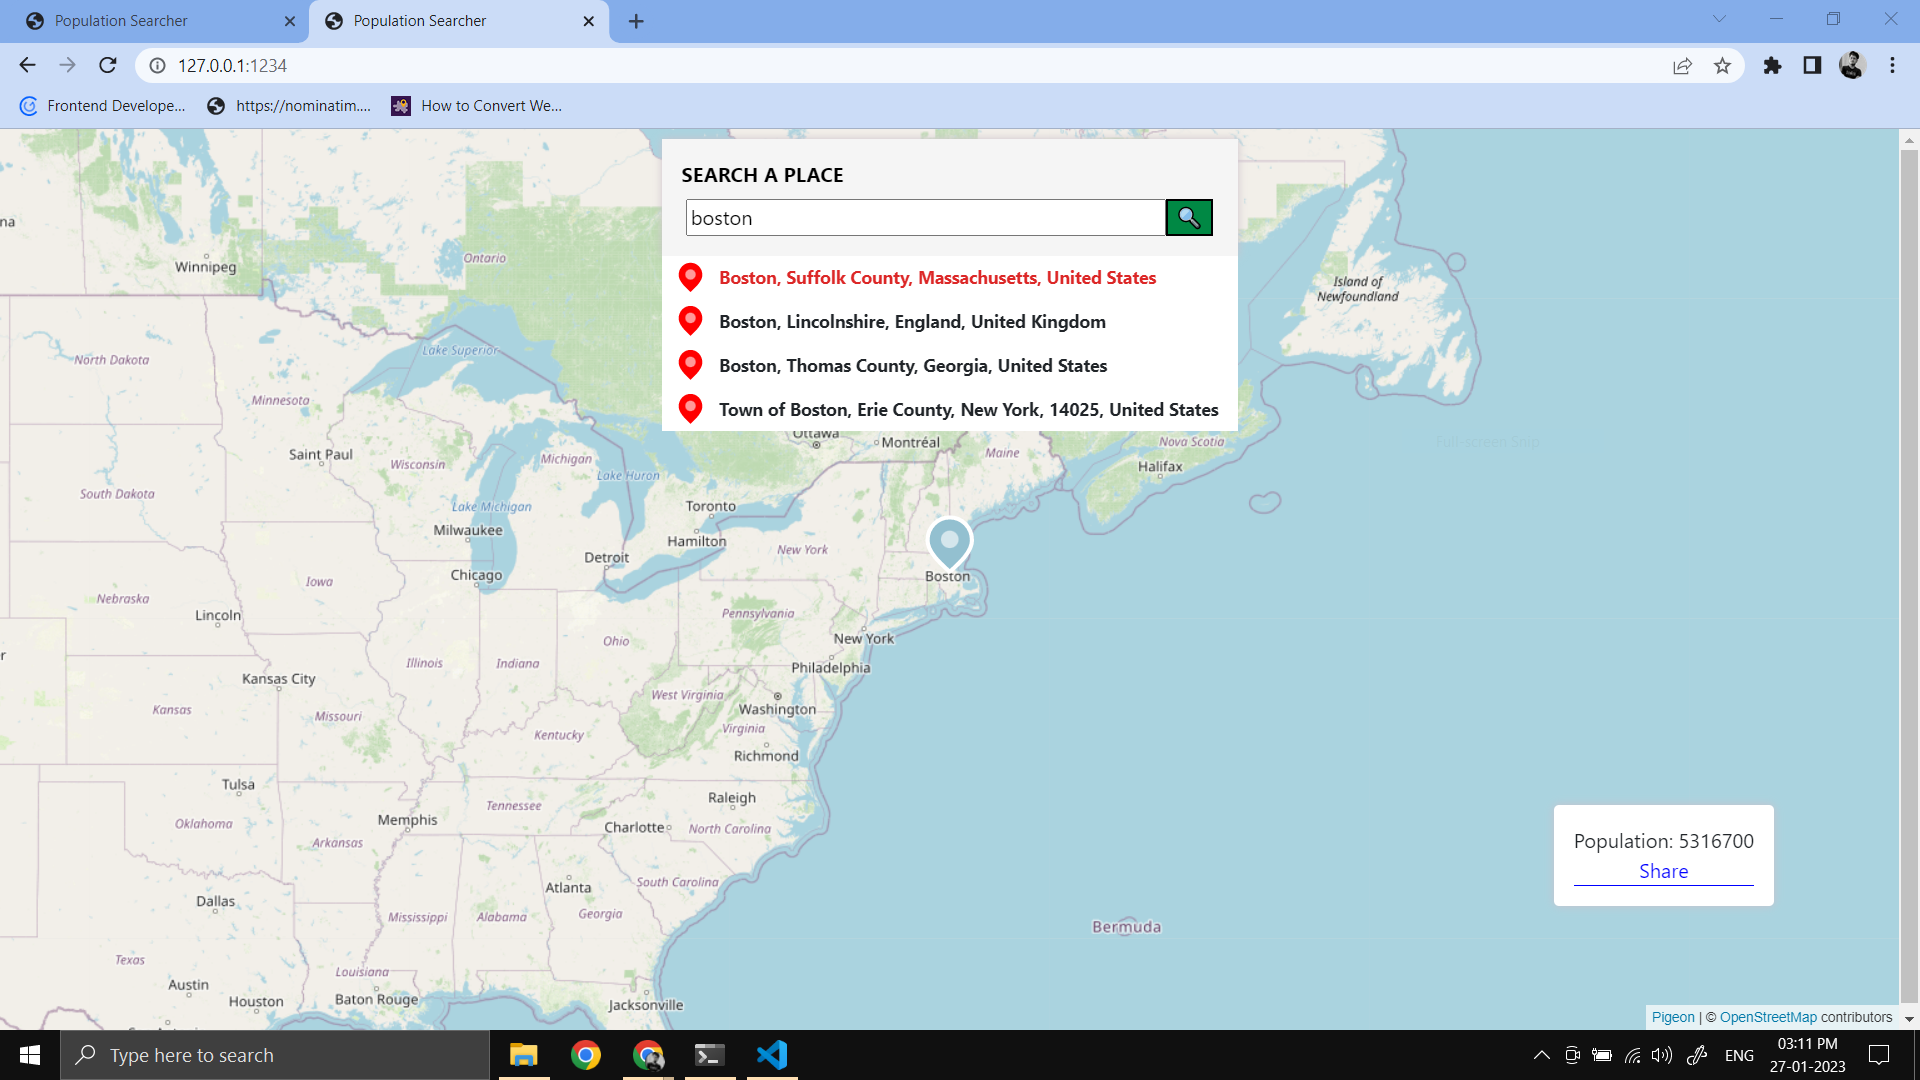 Population Searcher
Population Searcher
127.0.0.1:1234
Frontend Develope...
https://nominatim....
How to Convert We...
SEARCH A PLACE
boston
Boston, Suffolk County, Massachusetts, United States
Boston, Lincolnshire, England, United Kingdom
Boston, Thomas County, Georgia, United States
Town of Boston, Erie County, New York, 14025, United States
na
Winnipeg
Ontario
Island of
Newfoundland
North Dakota
Lake Superior
Minnesota
Ottawa
Montréal
Maine
Nova Scotia
Full-screen Snip
Saint Paul
Wisconsin
Michigan
Lake Huron
Halifax
South Dakota
Lake Michigan
Toronto
Milwaukee
Hamilton
New York
Detroit
Chicago
Boston
Iowa
Nebraska
Lincoln
Pennsylvania
Ohio
New York
r
Illinois
Indiana
Philadelphia
Kansas City
West Virginia
Kansas
Missouri
Washington
Kentucky
Virginia
Richmond
Tulsa
Tennessee
Raleigh
Oklahoma
Memphis
Charlotte
North Carolina
Arkansas
Population: 5316700
Share
Atlanta
South Carolina
Dallas
Mississippi
Alabama
Georgia
Bermuda
Texas
Louisiana
Austin
Houston
Baton Rouge
Jacksonville
Pigeon | © OpenStreetMap contributors
Type here to search
ENG
03:11 PM
27-01-2023